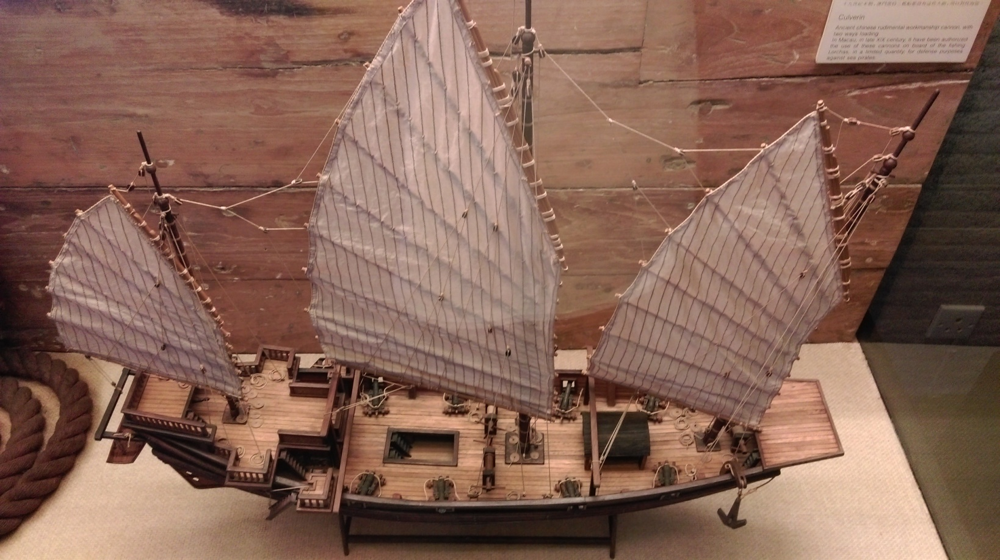 Culverin
Ancient chinese rudimental workmanship cannon, with
two ways loading
In Macau, in late XIX century, it have been authorized
the use of these cannons on board of the fishing
Lorchas, in a limited quantity, for defense purposes
against sea pirates.